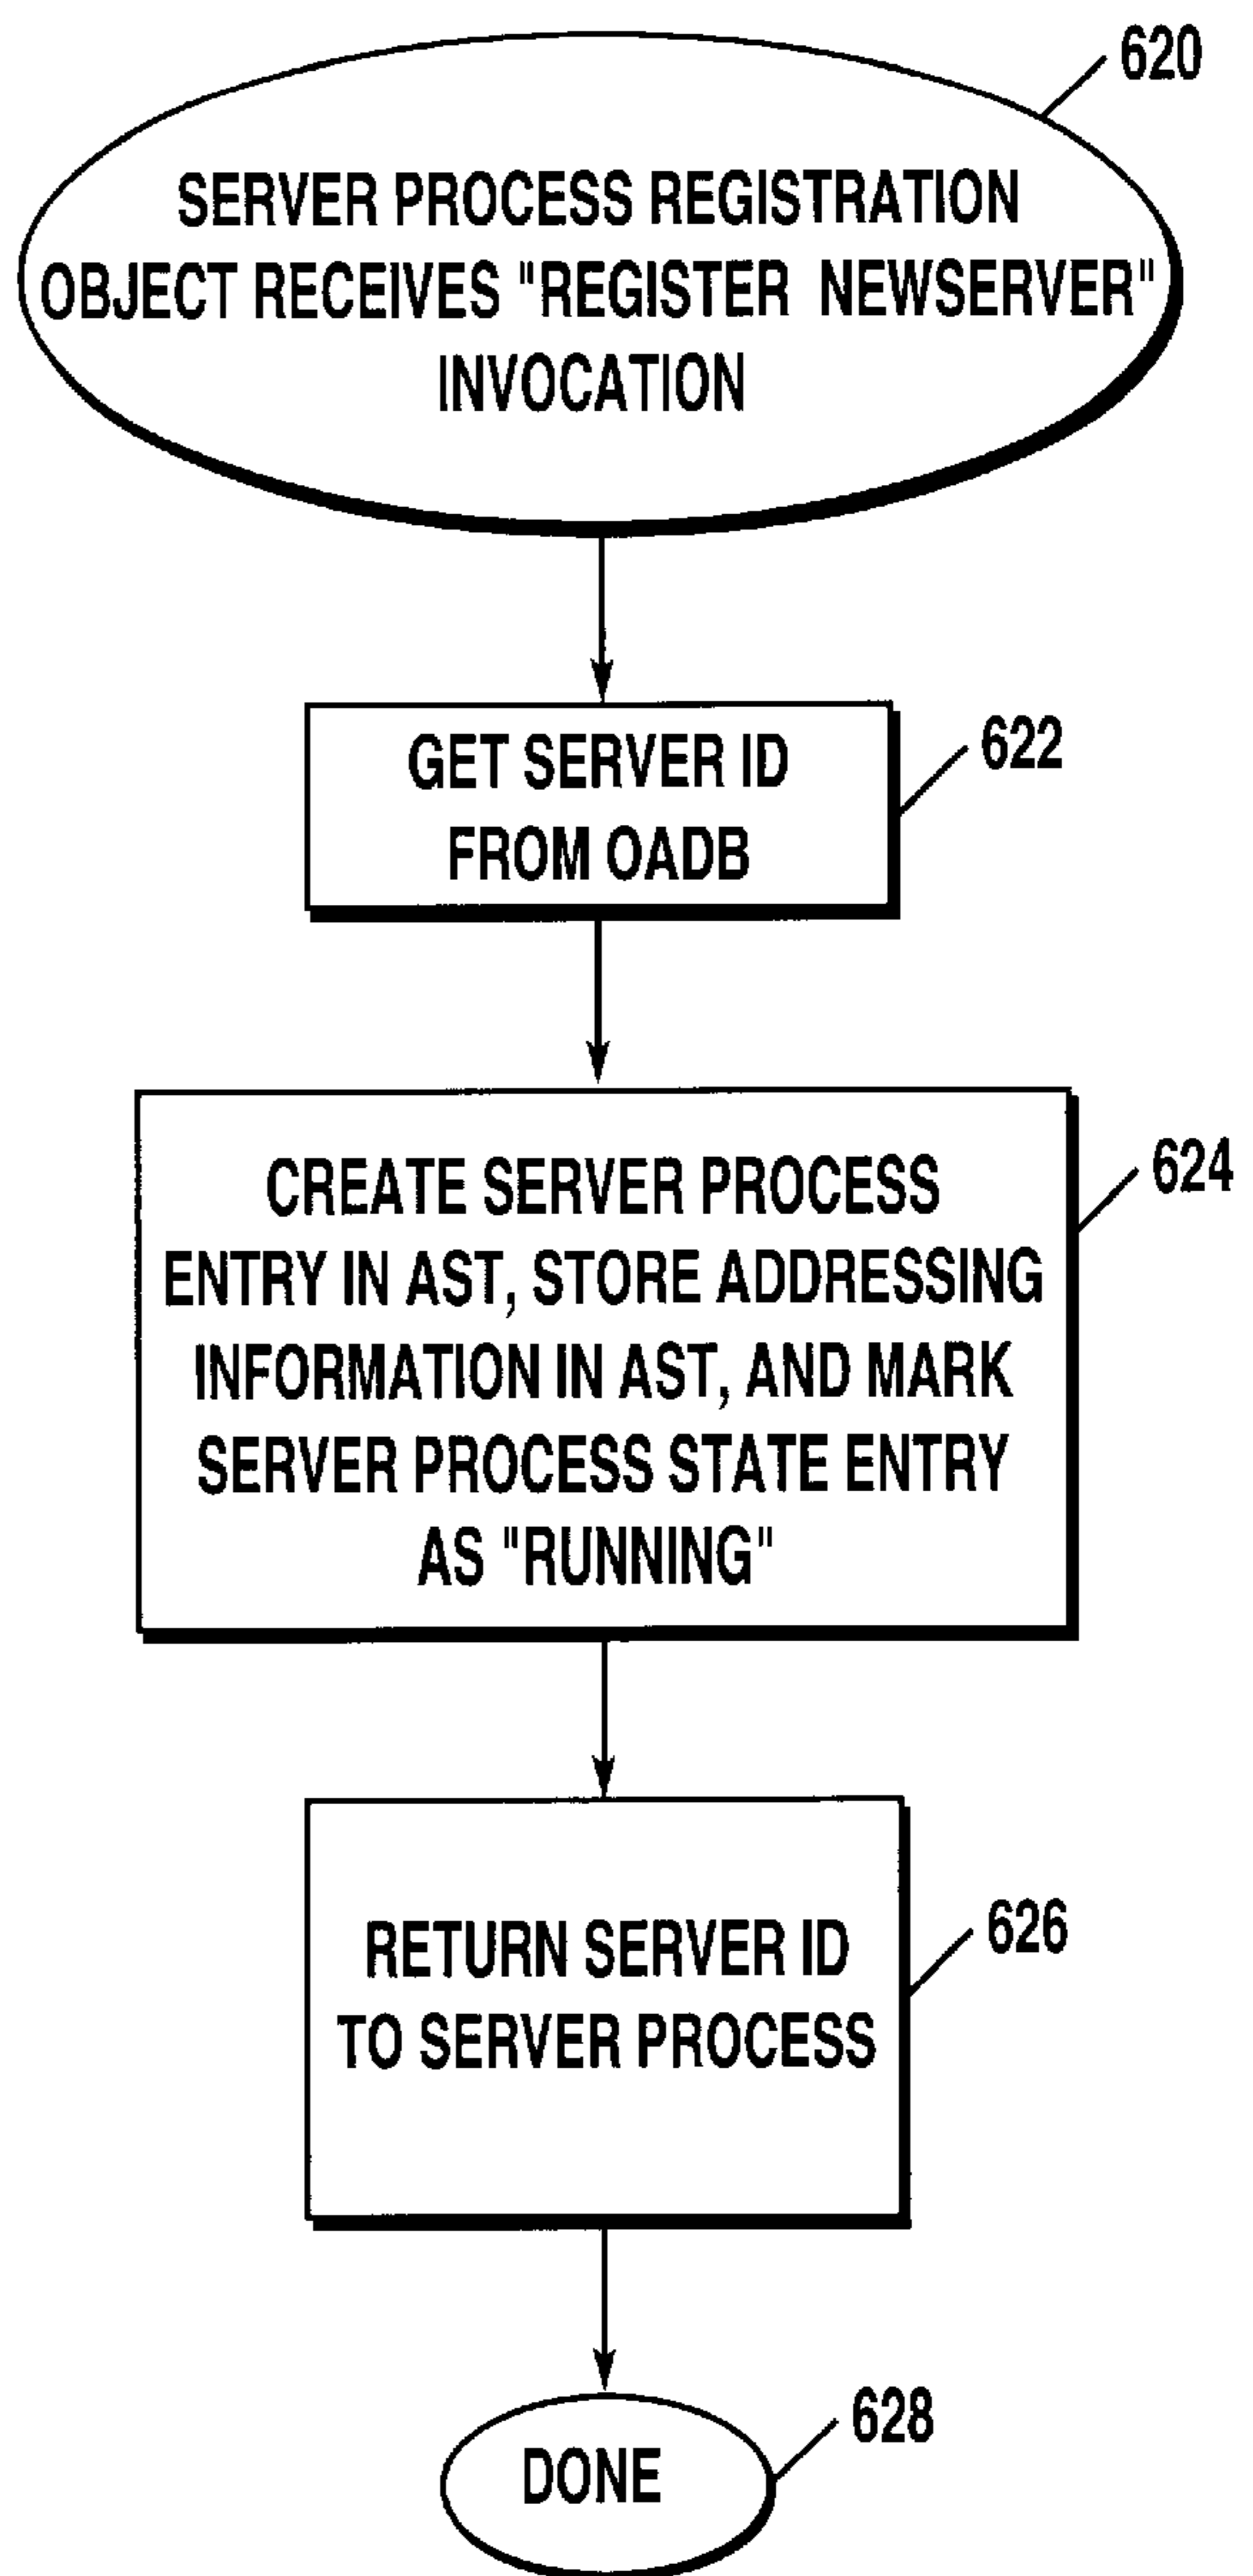 620
SERVER PROCESS REGISTRATION
OBJECT RECEIVES "REGISTER NEWSERVER"
INVOCATION
GET SERVER ID
FROM OADB
622
CREATE SERVER PROCESS
ENTRY IN AST, STORE ADDRESSING
INFORMATION IN AST, AND MARK
SERVER PROCESS STATE ENTRY
AS "RUNNING"
624
RETURN SERVER ID
TO SERVER PROCESS
626
DONE
628